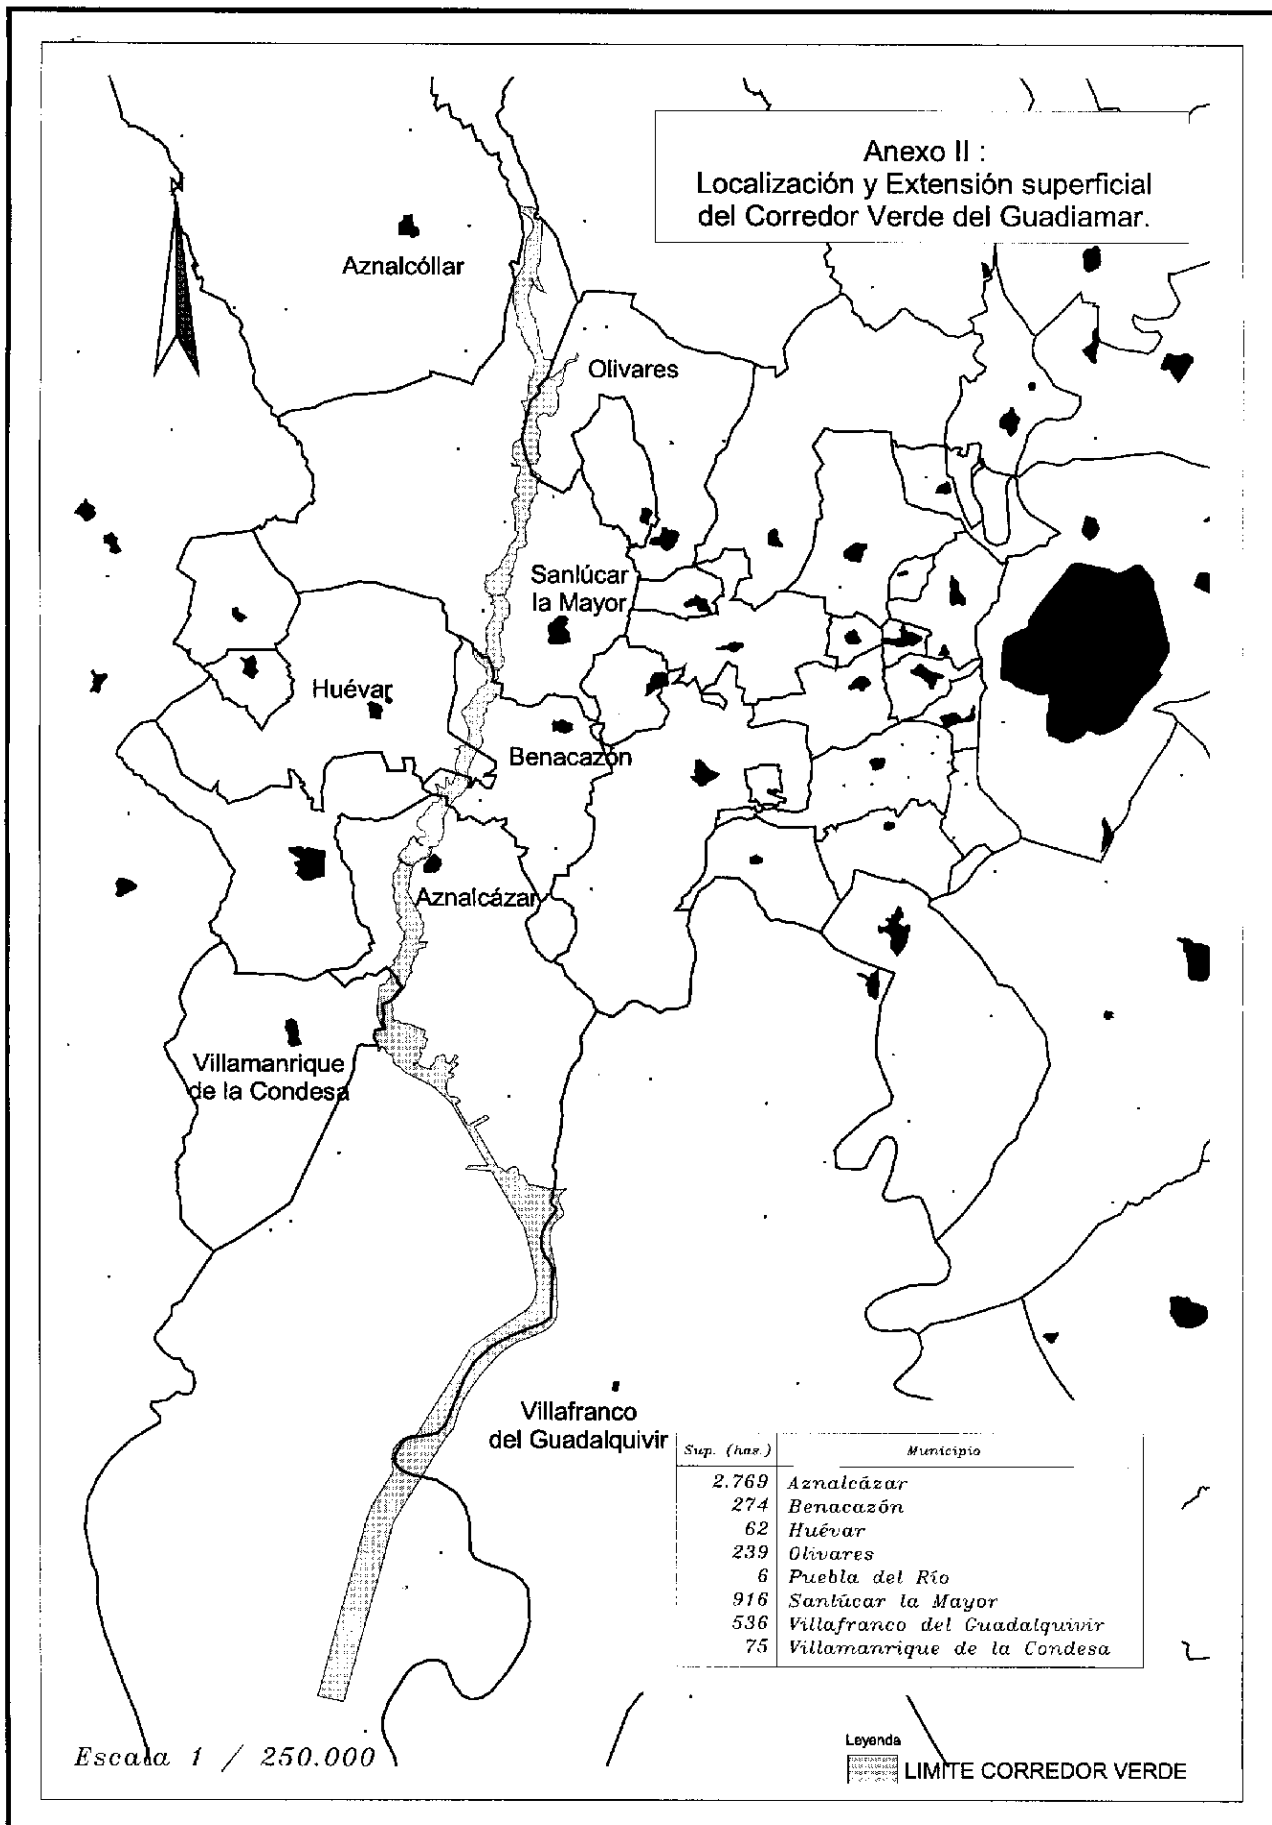 Anexo II :
Localización y Extensión superficial
del Corredor Verde del Guadiamar.
Aznalcóllar
Olivares
Sanlúcar
la Mayor
Huévar
Benacazón
Aznalcázar
Villamanrique
de la Condesa
Villafranco
del Guadalquivir
Sup. (has.) Municipio
2.769 Aznalcázar
274 Benacazón
62 Huévar
239 Olivares
6 Puebla del Río
916 Sanlúcar la Mayor
536 Villafranco del Guadalquivir
75 Villamanrique de la Condesa
Escala 1 / 250.000
Leyenda
LIMITE CORREDOR VERDE